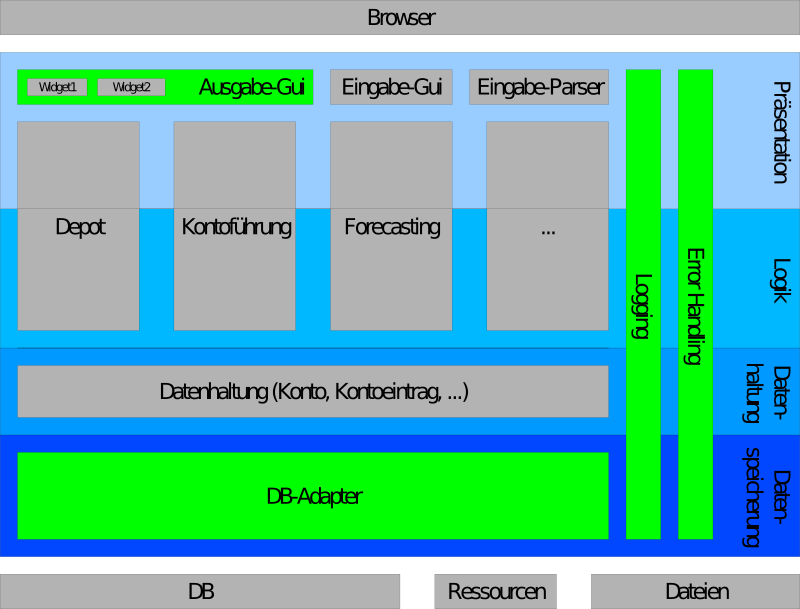 Browser
Widget1
Widget2
Ausgabe-Gui
Eingabe-Gui
Eingabe-Parser
Präsentation
Depot
Kontoführung
Forecasting
...
Logik
Logging
Error Handling
Datenhaltung (Konto, Kontoeintrag, ...)
Daten-
haltung
DB-Adapter
Daten-
speicherung
DB
Ressourcen
Dateien